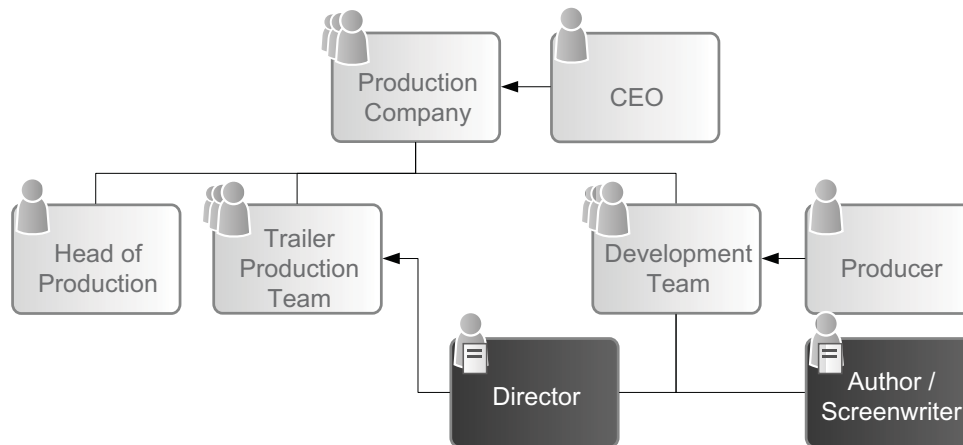 Production
Company
CEO
Head of
Production
Trailer
Production
Team
Development
Team
Producer
Director
Author /
Screenwriter